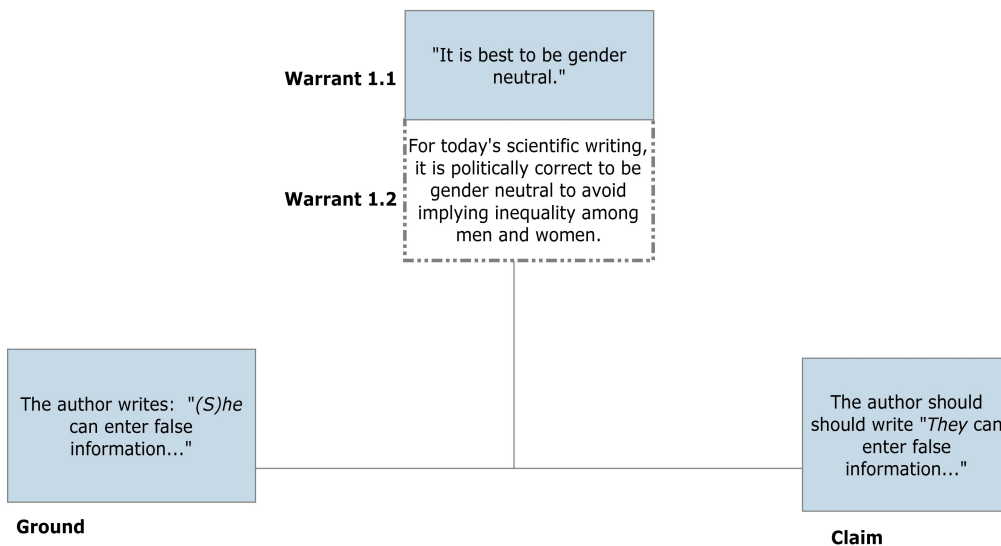 "It is best to be gender
neutral."
Warrant 1.1
For today's scientific writing,
it is politically correct to be
gender neutral to avoid
implying inequality among
men and women.
Warrant 1.2
The author writes:  "(S)he
can enter false
information..."
Ground
The author should
should write "They can
enter false
information..."
Claim